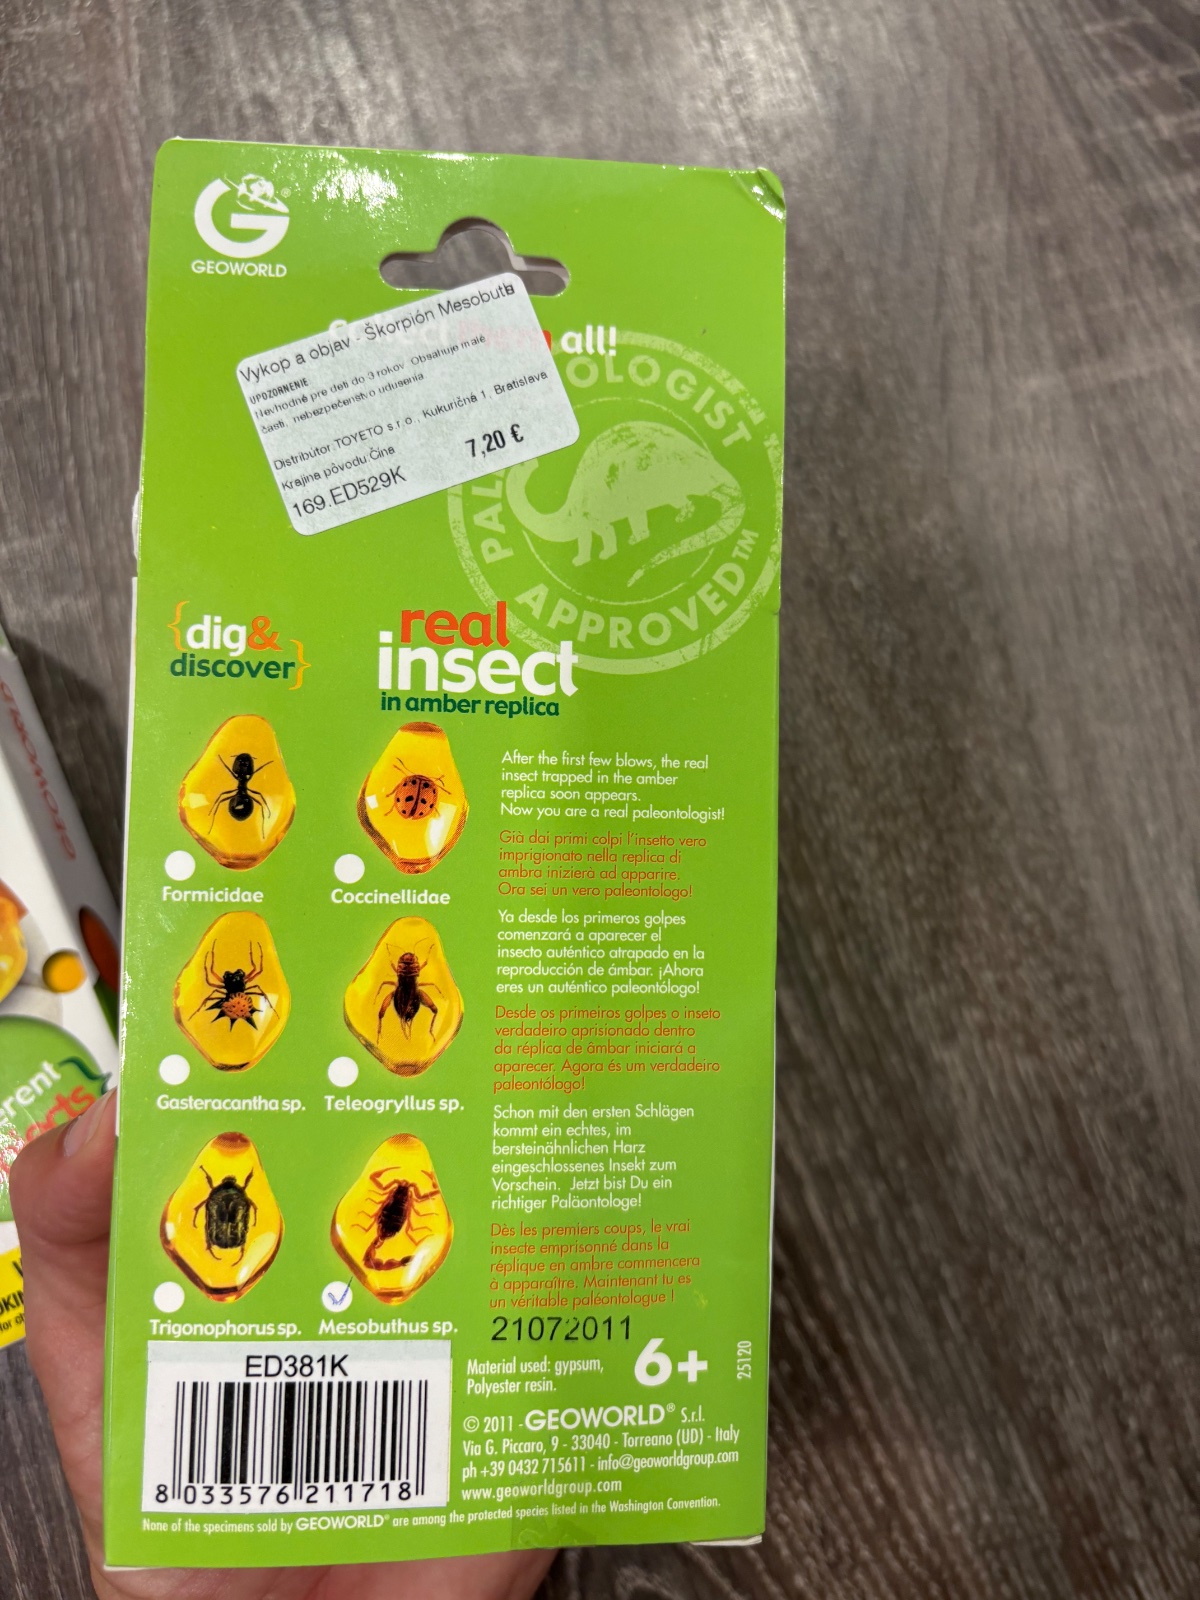 GEOWORLD
Vykop a objav - Škorpión Mesobuth
UPOZORNENIE
Nevhodné pre deti do 3 rokov. Obsahuje malé
časti, nebezpečenstvo udusenia
Distribútor:TOYETO s.r.o., Kukuričná 1, Bratislava
Krajina pôvodu:Čína
7,20 €
169.ED529K
all!
OLOGIST
APPROVED™
{dig&
discover}
real
insect
in amber replica
Formicidae
Coccinellidae
Gasteracantha sp.
Teleogryllus sp.
Trigonophorus sp.
Mesobuthus sp.
After the first few blows, the real
insect trapped in the amber
replica soon appears.
Now you are a real paleontologist!
Già dai primi colpi l'insetto vero
imprigionato nella replica di
ambra inizierà ad apparire.
Ora sei un vero paleontologo!
Ya desde los primeros golpes
comenzará a aparecer el
insecto auténtico atrapado en la
reproducción de ámbar. ¡Ahora
eres un auténtico paleontólogo!
Desde os primeiros golpes o inseto
verdadeiro aprisionado dentro
da réplica de âmbar iniciará a
aparecer. Agora és um verdadeiro
paleontólogo!
Schon mit den ersten Schlägen
kommt ein echtes, im
bersteinähnlichen Harz
eingeschlossenes Insekt zum
Vorschein. Jetzt bist Du ein
richtiger Paläontologe!
Dès les premiers coups, le vrai
insecte emprisonné dans la
réplique en ambre commencera
à apparaître. Maintenant tu es
un véritable paléontologue !
21072011
Material used: gypsum,
Polyester resin.
6+
25120
© 2011 - GEOWORLD® S.r.l.
Via G. Piccaro, 9 - 33040 - Torreano (UD) - Italy
ph +39 0432 715611 - info@geoworldgroup.com
www.geoworldgroup.com
ED381K
8 033576 211718
None of the specimens sold by GEOWORLD® are among the protected species listed in the Washington Convention.